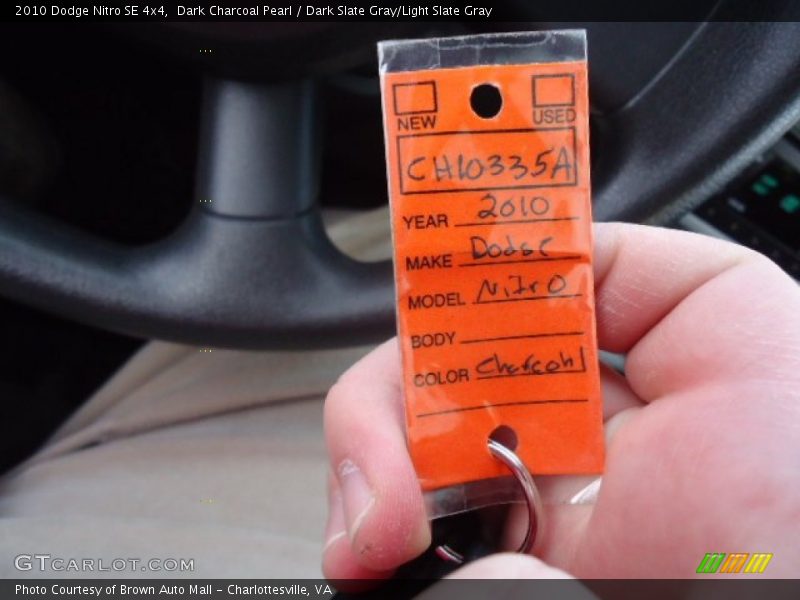 2010 Dodge Nitro SE 4x4,  Dark Charcoal Pearl / Dark Slate Gray/Light Slate Gray
NEW USED
CH10335A
YEAR 2010
MAKE Dodge
MODEL NitrO
BODY
COLOR Charcohl
GTCARLOT.COM
Photo Courtesy of Brown Auto Mall - Charlottesville, VA